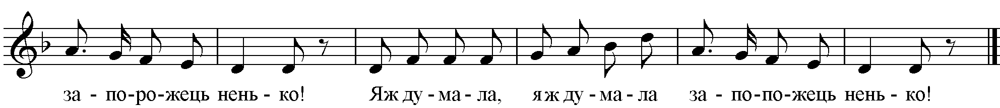 за - по-ро-жець нень - ко! Яж ду - ма - ла, я ж ду - ма - ла за - по-по-жець нень - ко!